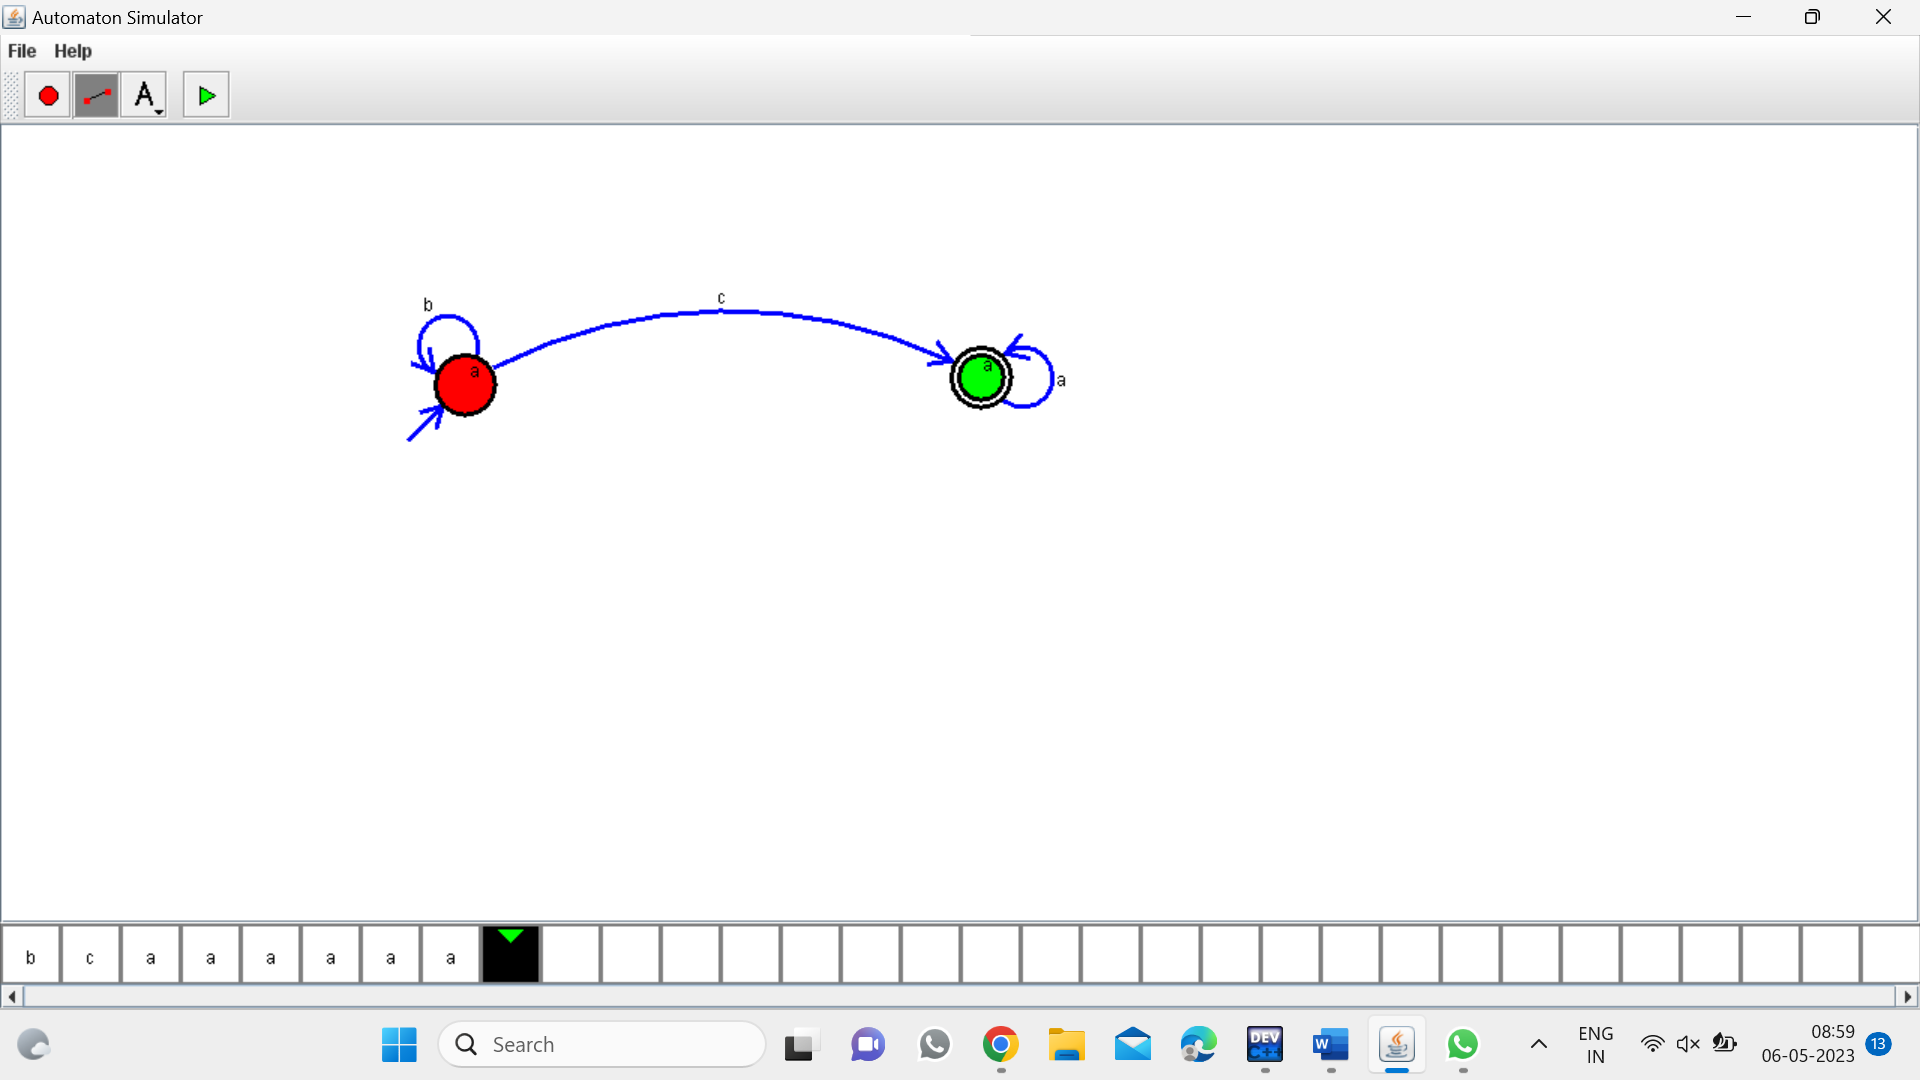 Automaton Simulator
File Help
A
b
c
a
a
a
b c a a a a a a
Search
DEV
C++
W
ENG
IN
08:59
06-05-2023
13